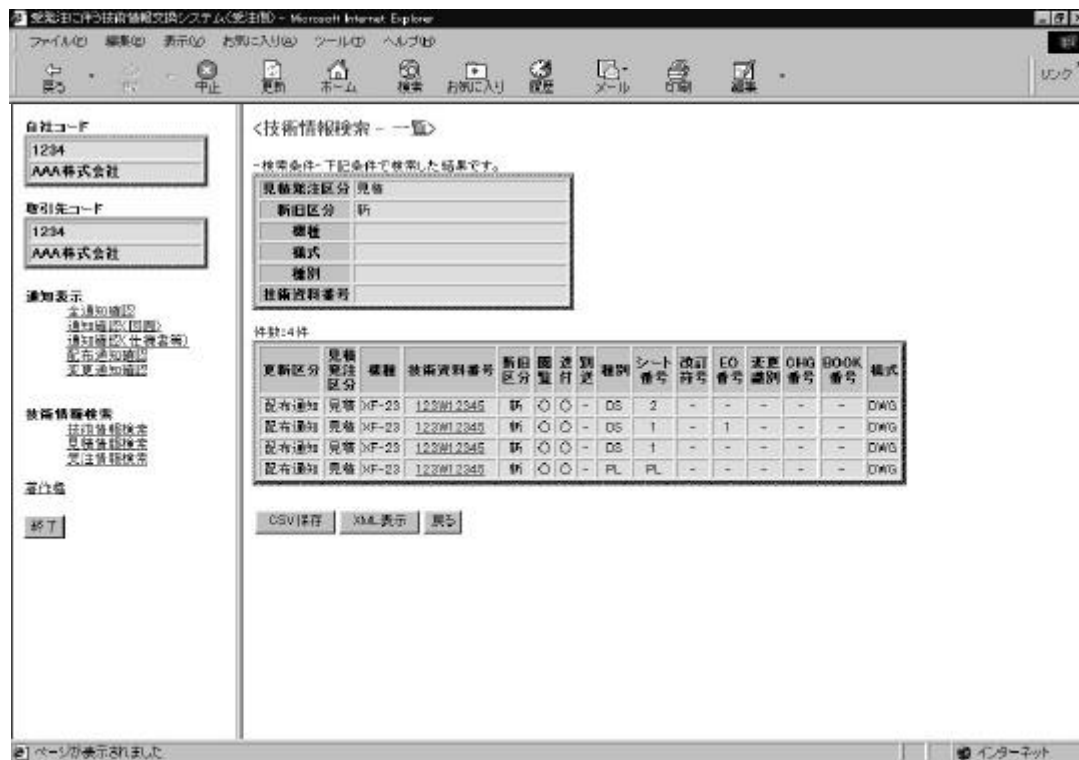 受発注に伴う技術情報交換システム(受注側) - Microsoft Internet Explorer
ファイル(F) 編集(E) 表示(V) お気に入り(A) ツール(T) ヘルプ(H)
戻る 中止 更新 ホーム 検索 お気に入り 履歴 メール 印刷 編集 リンク
自社コード
1234
AAA株式会社
取引先コード
1234
AAA株式会社
通知表示
全通知確認
通知確認(図面)
通知確認(仕様書等)
配布通知確認
変更通知確認
技術情報検索
技術情報検索
見積情報検索
受注情報検索
著作権
終了
<技術情報検索 - 一覧>
-検索条件- 下記条件で検索した結果です。
見積発注区分 見積
新旧区分 新
機種
様式
種別
技術資料番号
件数:4件
更新区分 見積発注区分 機種 技術資料番号 新旧区分 閲覧 送付 別送 種別 シート番号 改訂符号 EO番号 変更識別 CHG番号 BOOK番号 様式
配布通知 見積 XF-23 123W12345 新 ○ ○ - DS 2 - - - - - DWG
配布通知 見積 XF-23 123W12345 新 ○ ○ - DS 1 - 1 - - - DWG
配布通知 見積 XF-23 123W12345 新 ○ ○ - DS 1 - - - - - DWG
配布通知 見積 XF-23 123W12345 新 ○ ○ - PL PL - - - - - DWG
CSV保存 XML表示 戻る
ページが表示されました
インターネット